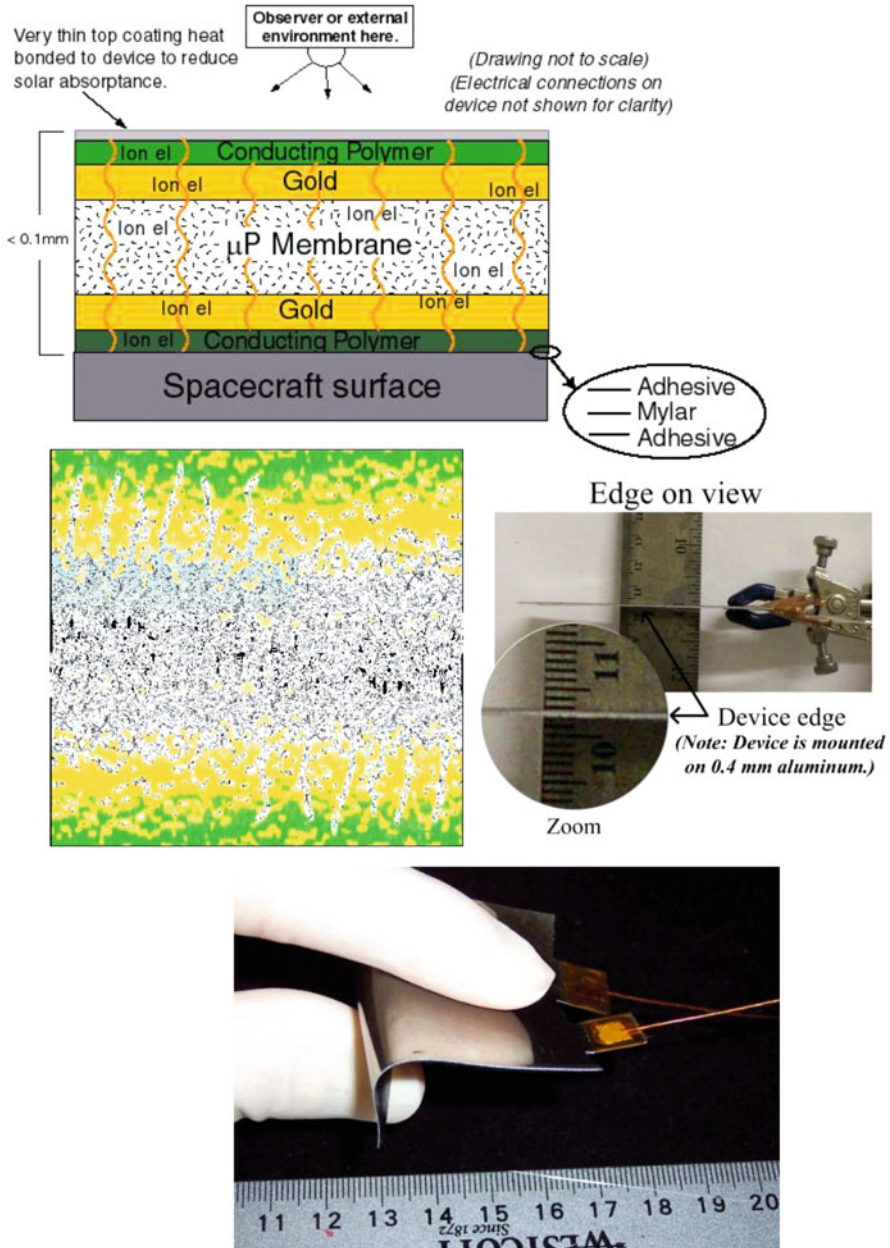 Observer or external
environment here.
Very thin top coating heat
bonded to device to reduce
solar absorptance.
(Drawing not to scale)
(Electrical connections on
device not shown for clarity)
Ion el Conducting Polymer
Ion el Gold Ion el
Ion el Ion el
< 0.1mm
μP Membrane
Ion el
Gold Ion el
Ion el
Ion el Conducting Polymer
Spacecraft surface
Adhesive
Mylar
Adhesive
Edge on view
10
11
12
11
10
Device edge
(Note: Device is mounted
on 0.4 mm aluminum.)
Zoom
11 12 13 14 15 16 17 18 19 20
Since 1872
WESTCOTT